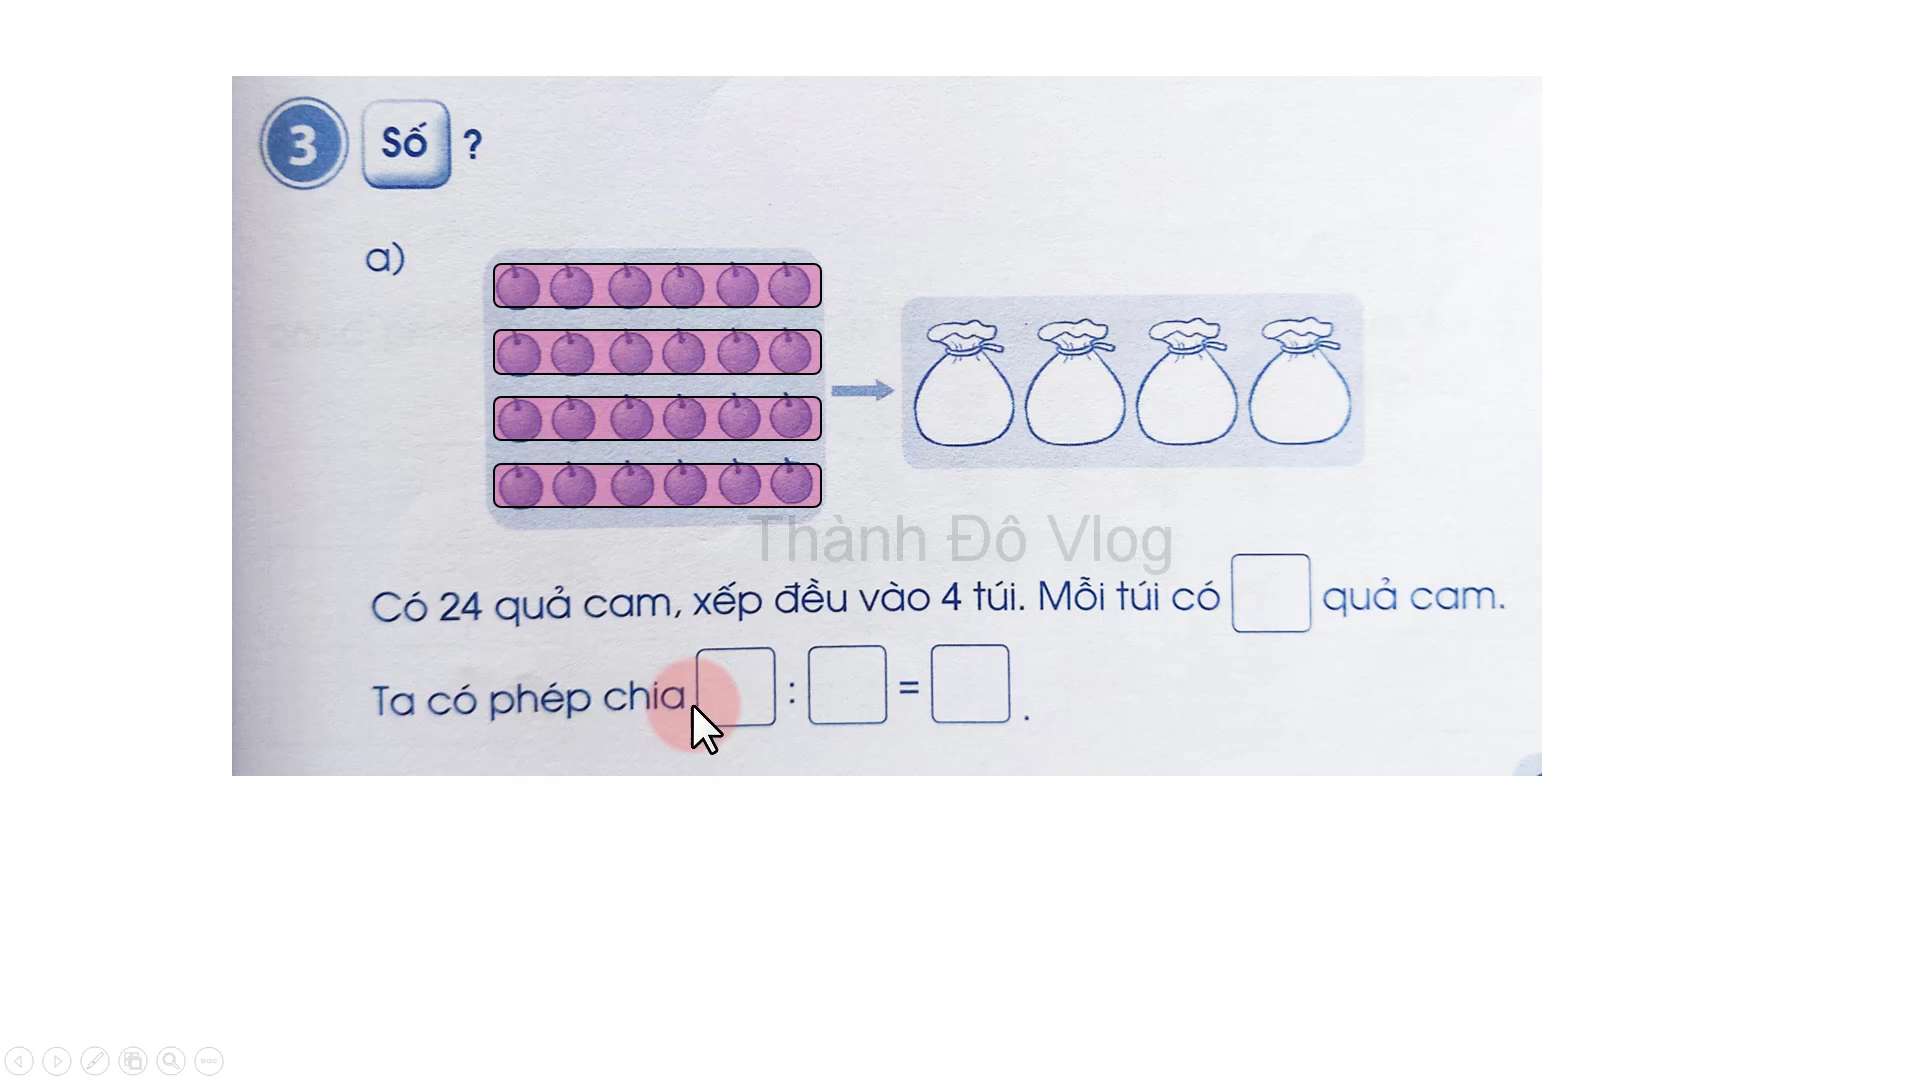 3 Số ?
a)
Thành Đô Vlog
Có 24 quả cam, xếp đều vào 4 túi. Mỗi túi có quả cam.
Ta có phép chia : = .